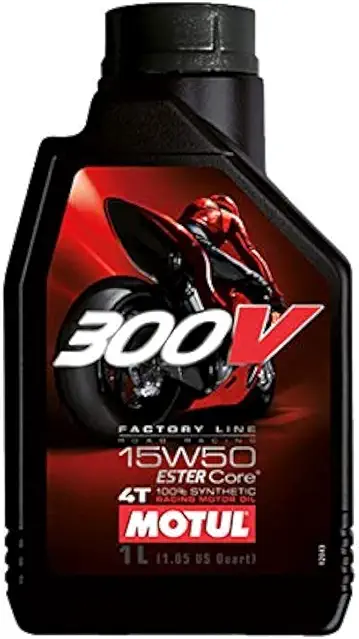 300V
FACTORY LINE
ROAD RACING
15W50
ESTER Core®
4T 100% SYNTHETIC
RACING MOTOR OIL
MOTUL
1L (1.05 US Quart)